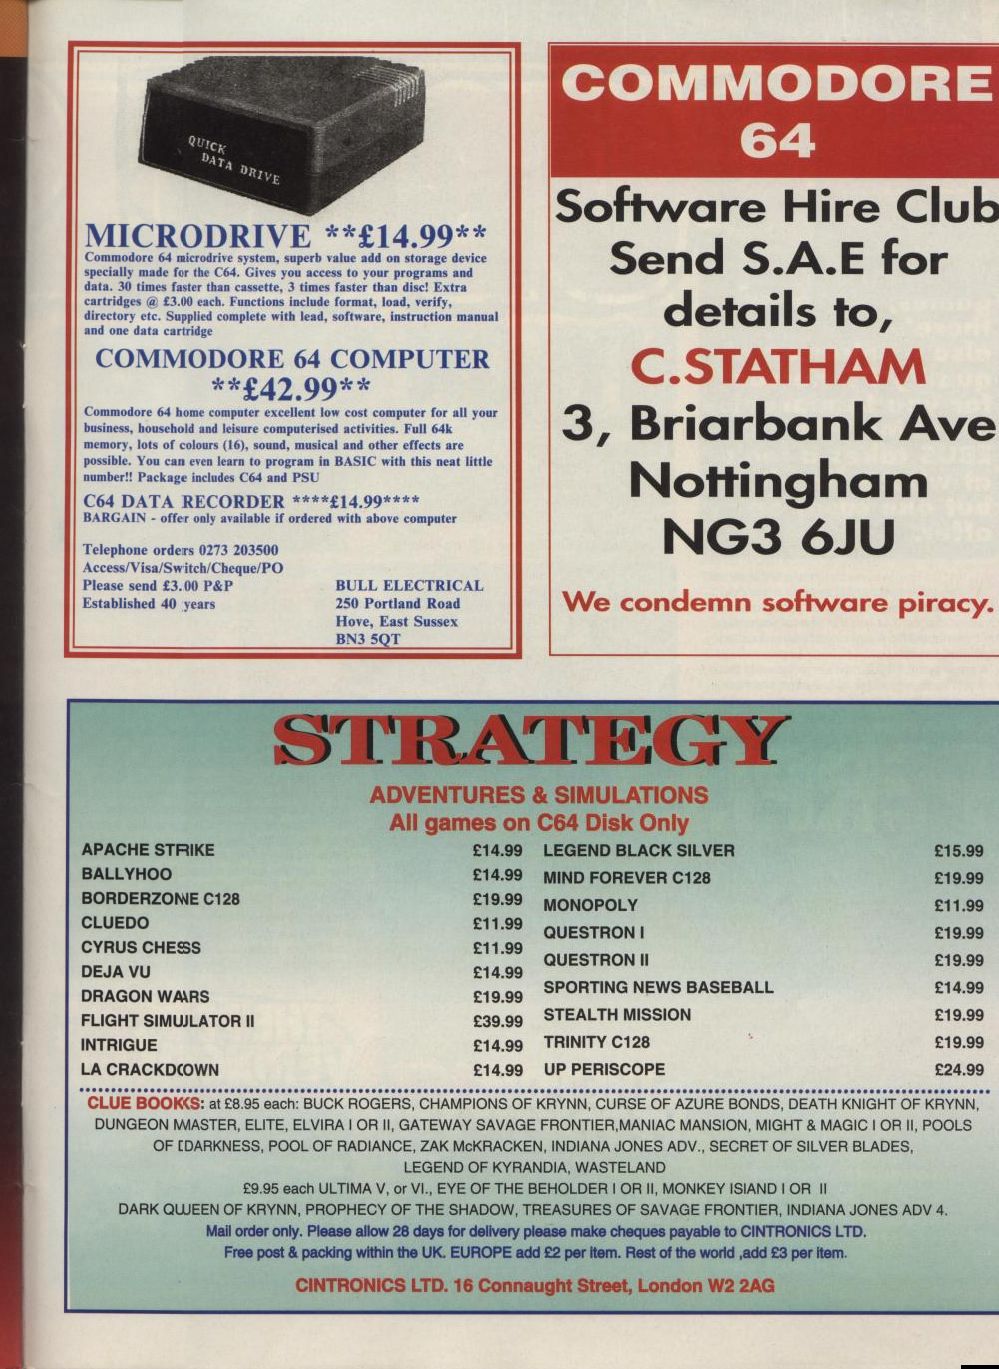 QUICK
DATA DRIVE
MICRODRIVE **£14.99**
Commodore 64 microdrive system, superb value add on storage device
specially made for the C64. Gives you access to your programs and
data. 30 times faster than cassette, 3 times faster than disc! Extra
cartridges @ £3.00 each. Functions include format, load, verify,
directory etc. Supplied complete with lead, software, instruction manual
and one data cartridge
COMMODORE 64 COMPUTER
**£42.99**
Commodore 64 home computer excellent low cost computer for all your
business, household and leisure computerised activities. Full 64k
memory, lots of colours (16), sound, musical and other effects are
possible. You can even learn to program in BASIC with this neat little
number!! Package includes C64 and PSU
C64 DATA RECORDER ****£14.99****
BARGAIN - offer only available if ordered with above computer
Telephone orders 0273 203500
Access/Visa/Switch/Cheque/PO
Please send £3.00 P&P
Established 40 years
BULL ELECTRICAL
250 Portland Road
Hove, East Sussex
BN3 5QT
COMMODORE
64
Software Hire Club
Send S.A.E for
details to,
C.STATHAM
3, Briarbank Ave
Nottingham
NG3 6JU
We condemn software piracy.
STRATEGY
ADVENTURES & SIMULATIONS
All games on C64 Disk Only
APACHE STRIKE £14.99
BALLYHOO £14.99
BORDERZONE C128 £19.99
CLUEDO £11.99
CYRUS CHESS £11.99
DEJA VU £14.99
DRAGON WARS £19.99
FLIGHT SIMULATOR II £39.99
INTRIGUE £14.99
LA CRACKDOWN £14.99
LEGEND BLACK SILVER £15.99
MIND FOREVER C128 £19.99
MONOPOLY £11.99
QUESTRON I £19.99
QUESTRON II £19.99
SPORTING NEWS BASEBALL £14.99
STEALTH MISSION £19.99
TRINITY C128 £19.99
UP PERISCOPE £24.99
CLUE BOOKS: at £8.95 each: BUCK ROGERS, CHAMPIONS OF KRYNN, CURSE OF AZURE BONDS, DEATH KNIGHT OF KRYNN,
DUNGEON MASTER, ELITE, ELVIRA I OR II, GATEWAY SAVAGE FRONTIER,MANIAC MANSION, MIGHT & MAGIC I OR II, POOLS
OF DARKNESS, POOL OF RADIANCE, ZAK McKRACKEN, INDIANA JONES ADV., SECRET OF SILVER BLADES,
LEGEND OF KYRANDIA, WASTELAND
£9.95 each ULTIMA V, or VI., EYE OF THE BEHOLDER I OR II, MONKEY ISIAND I OR II
DARK QUEEN OF KRYNN, PROPHECY OF THE SHADOW, TREASURES OF SAVAGE FRONTIER, INDIANA JONES ADV 4.
Mail order only. Please allow 28 days for delivery please make cheques payable to CINTRONICS LTD.
Free post & packing within the UK. EUROPE add £2 per item. Rest of the world ,add £3 per item.
CINTRONICS LTD. 16 Connaught Street, London W2 2AG